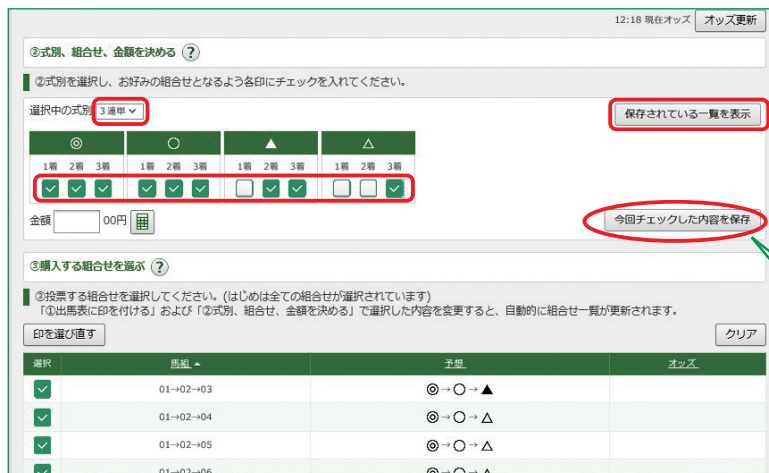 12:18 現在オッズ オッズ更新
②式別、組合せ、金額を決める ?
②式別を選択し、お好みの組合せとなるよう各印にチェックを入れてください。
選択中の式別 3連単 保存されている一覧を表示
◎ ○ ▲ △
1着 2着 3着 1着 2着 3着 1着 2着 3着 1着 2着 3着
金額 00円 今回チェックした内容を保存
③購入する組合せを選ぶ ?
③投票する組合せを選択してください。(はじめは全ての組合せが選択されています)
「①出馬表に印を付ける」および「②式別、組合せ、金額を決める」で選択した内容を変更すると、自動的に組合せ一覧が更新されます。
印を選び直す クリア
選択 馬組 ▲ 予想 オッズ
01→02→03 ◎→○→▲
01→02→04 ◎→○→△
01→02→05 ◎→○→△
01→02→06 ◎→○→△